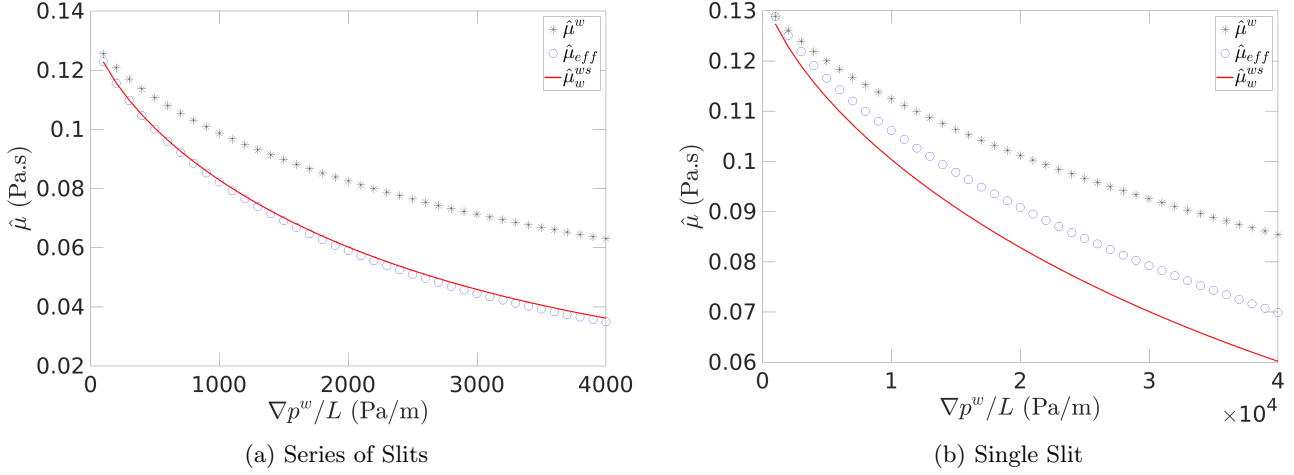 0.14
0.12
0.1
0.08
0.06
0.04
0.02
μ̂ (Pa.s)
μ̂^w
μ̂_eff
μ̂_w^ws
0 1000 2000 3000 4000
∇p^w/L (Pa/m)
(a) Series of Slits
0.13
0.12
0.11
0.1
0.09
0.08
0.07
0.06
μ̂ (Pa.s)
μ̂^w
μ̂_eff
μ̂_w^ws
0 1 2 3 4
×10^4
∇p^w/L (Pa/m)
(b) Single Slit